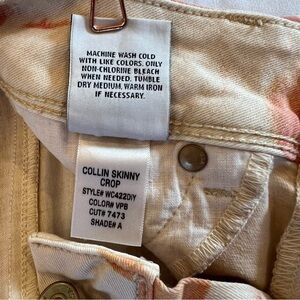 MACHINE WASH COLD
WITH LIKE COLORS. ONLY
NON-CHLORINE BLEACH
WHEN NEEDED. TUMBLE
DRY MEDIUM. WARM IRON
IF NECESSARY.
COLLIN SKINNY
CROP
STYLE# WC422DIY
COLOR# VPB
CUT# 7473
SHADE# A